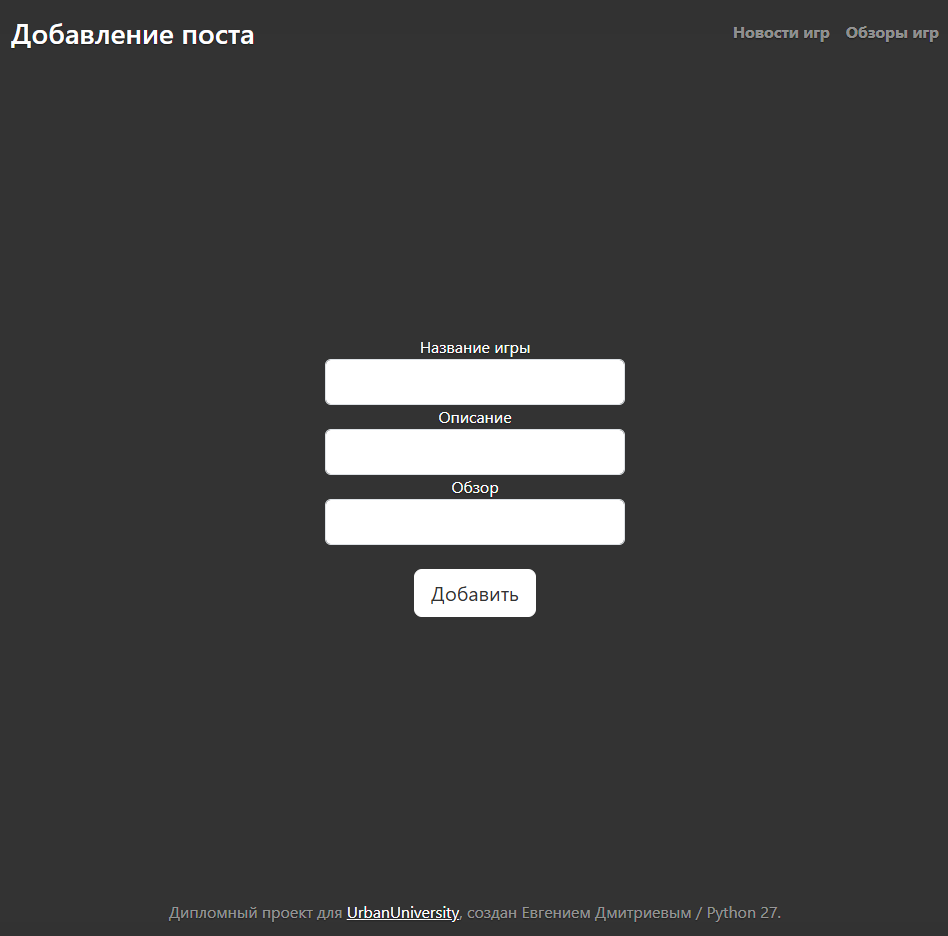 Добавление поста
Новости игр Обзоры игр
Название игры
Описание
Обзор
Добавить
Дипломный проект для UrbanUniversity, создан Евгением Дмитриевым / Python 27.